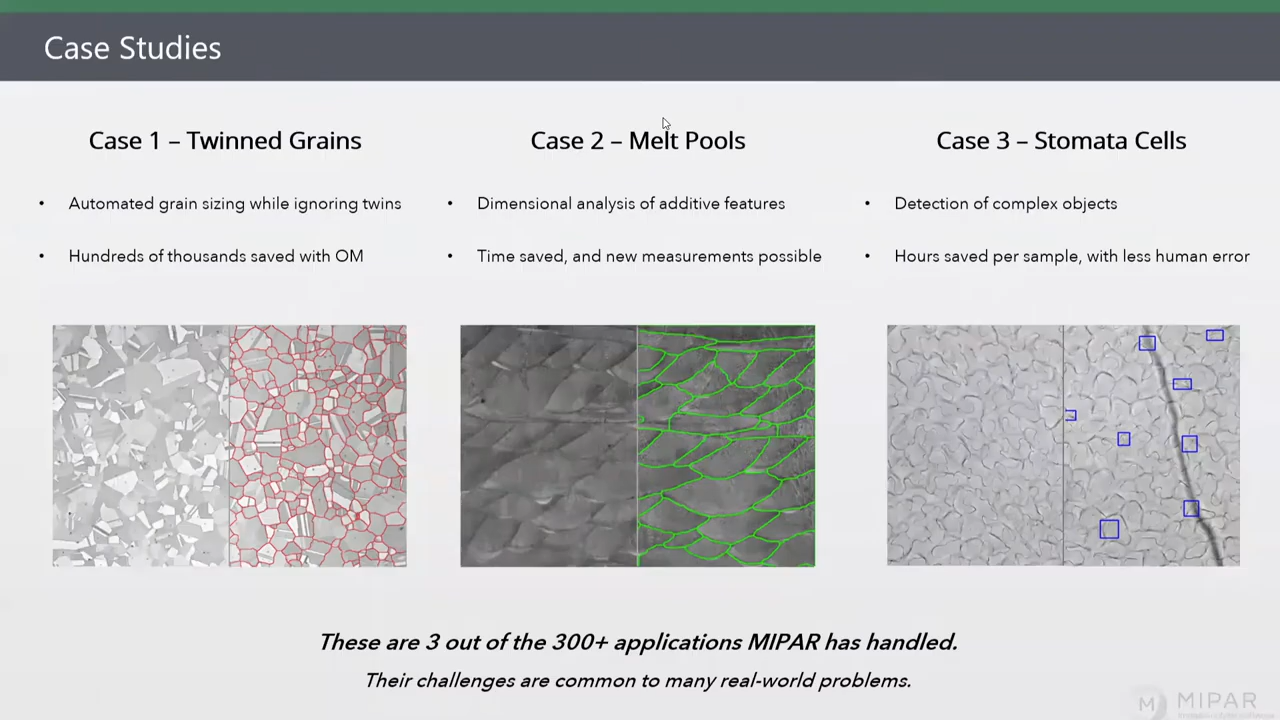 Case Studies
Case 1 – Twinned Grains
• Automated grain sizing while ignoring twins
• Hundreds of thousands saved with OM
Case 2 – Melt Pools
• Dimensional analysis of additive features
• Time saved, and new measurements possible
Case 3 – Stomata Cells
• Detection of complex objects
• Hours saved per sample, with less human error
These are 3 out of the 300+ applications MIPAR has handled.
Their challenges are common to many real-world problems.
M MIPAR